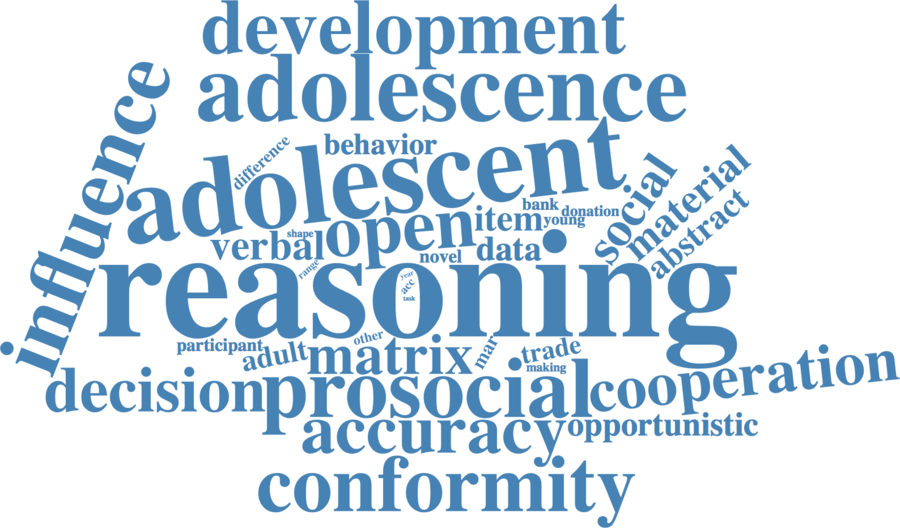 development
adolescence
influence
difference
behavior
adolescent
social
material
abstract
bank
donation
shape
verbal
open
item
young
novel
data
range
reasoning
year
acc
task
participant
adult
other
matrix
mar
trade
making
decision
prosocial
cooperation
accuracy
opportunistic
conformity